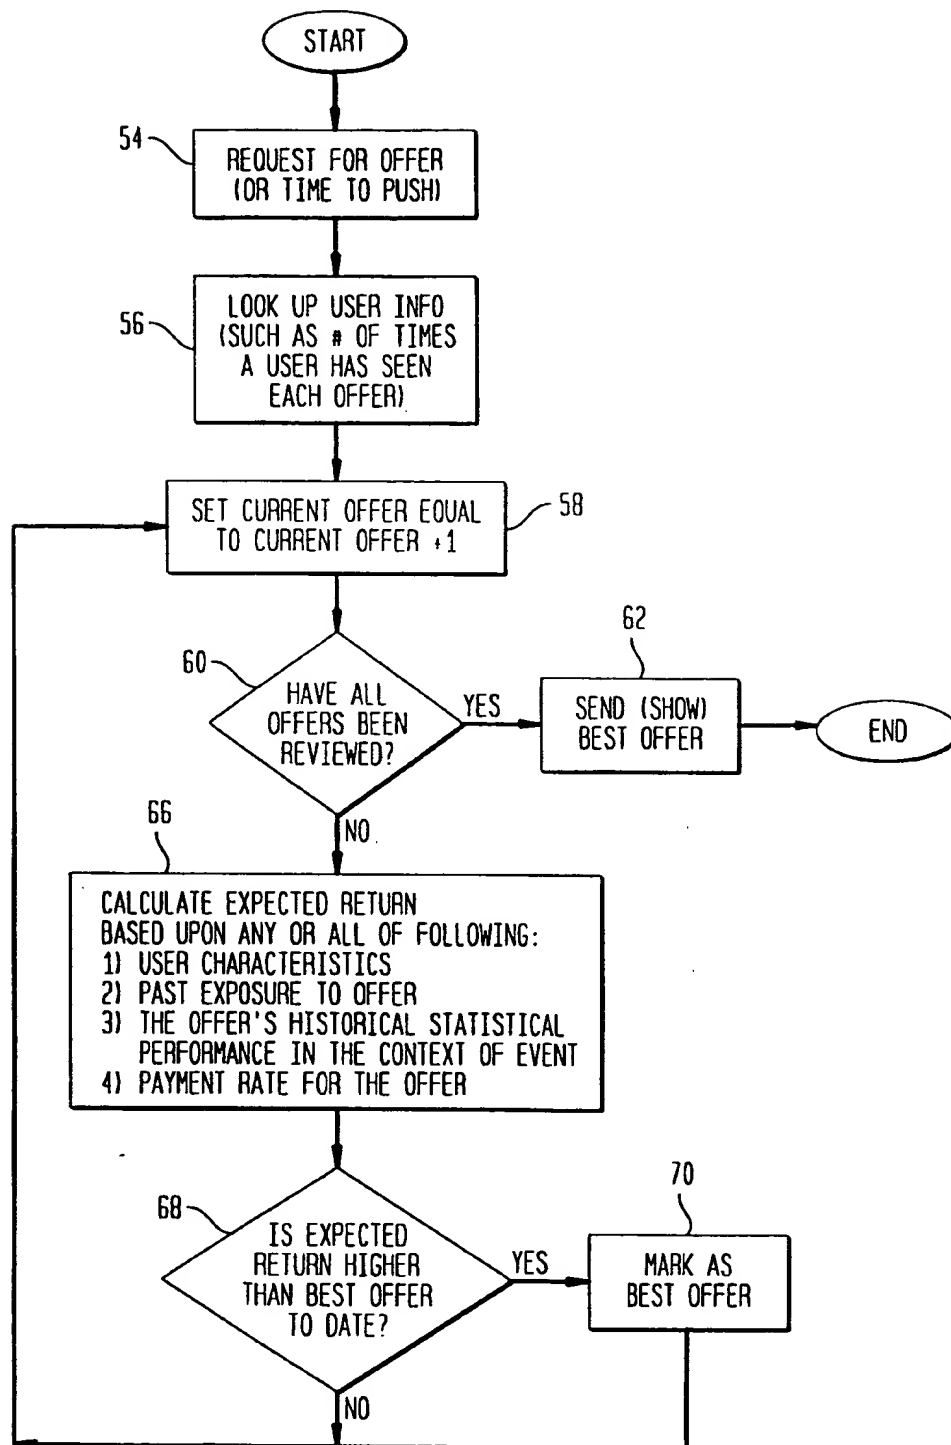 START
54
REQUEST FOR OFFER
(OR TIME TO PUSH)
56
LOOK UP USER INFO
(SUCH AS # OF TIMES
A USER HAS SEEN
EACH OFFER)
SET CURRENT OFFER EQUAL
TO CURRENT OFFER +1
58
60
HAVE ALL
OFFERS BEEN
REVIEWED?
YES
62
SEND (SHOW)
BEST OFFER
END
NO
66
CALCULATE EXPECTED RETURN
BASED UPON ANY OR ALL OF FOLLOWING:
1) USER CHARACTERISTICS
2) PAST EXPOSURE TO OFFER
3) THE OFFER'S HISTORICAL STATISTICAL
PERFORMANCE IN THE CONTEXT OF EVENT
4) PAYMENT RATE FOR THE OFFER
68
IS EXPECTED
RETURN HIGHER
THAN BEST OFFER
TO DATE?
YES
70
MARK AS
BEST OFFER
NO